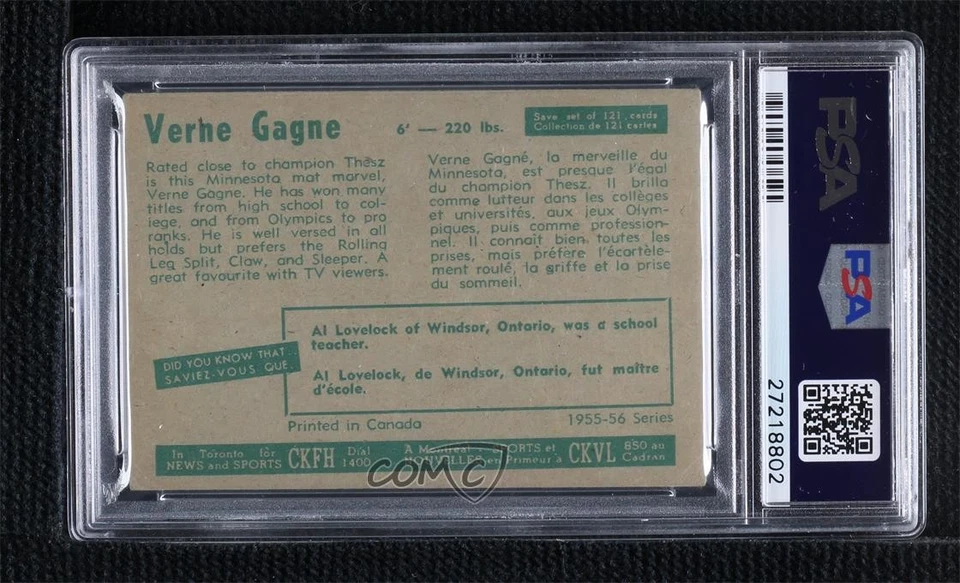 Verne Gagne
6' — 220 lbs.
Save set of 121 cards
Collection de 121 cartes
Rated close to champion Thesz
is this Minnesota mat marvel,
Verne Gagne. He has won many
titles from high school to col-
lege, and from Olympics to pro
ranks. He is well versed in all
holds but prefers the Rolling
Leg Split, Claw, and Sleeper. A
great favourite with TV viewers.
Verne Gagné, la merveille du
Minnesota, est presque l'égal
du champion Thesz. Il brilla
comme lutteur dans les collèges
et universités, aux jeux Olym-
piques, puis comme profession-
nel. Il connaît bien toutes les
prises, mais préfère l'écartèle-
ment roulé, la griffe et la prise
du sommeil.
DID YOU KNOW THAT..
SAVIEZ-VOUS QUE.
Al Lovelock of Windsor, Ontario, was a school
teacher.
Al Lovelock, de Windsor, Ontario, fut maître
d'école.
Printed in Canada
1955-56 Series
In Toronto for
NEWS and SPORTS
CKFH
Dial
1400
A Montreal SPORTS et
NOUVELLES en Primeur à
CKVL
850 au
Cadran
COMC
PSA
PSA
27218802